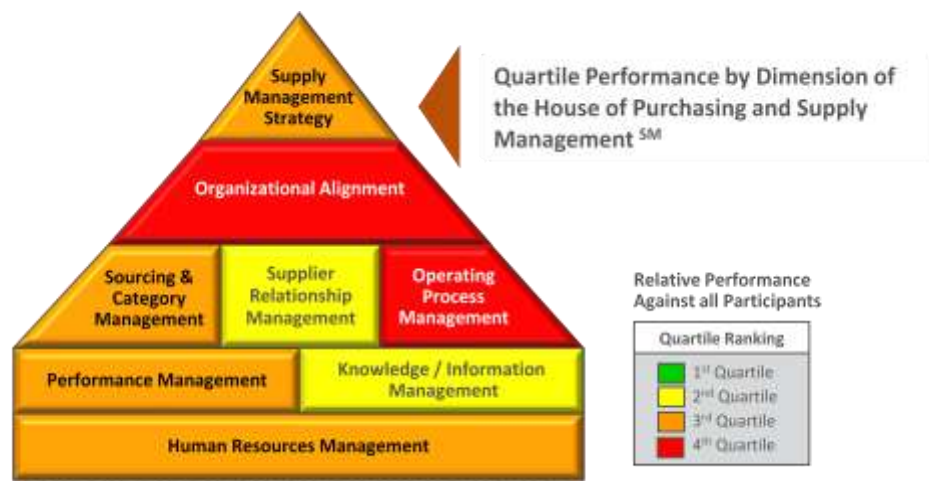 Supply
Management
Strategy
Quartile Performance by Dimension of
the House of Purchasing and Supply
Management SM
Organizational Alignment
Sourcing &
Category
Management
Supplier
Relationship
Management
Operating
Process
Management
Relative Performance
Against all Participants
Quartile Ranking
1st Quartile
2nd Quartile
3rd Quartile
4th Quartile
Performance Management
Knowledge / Information
Management
Human Resources Management